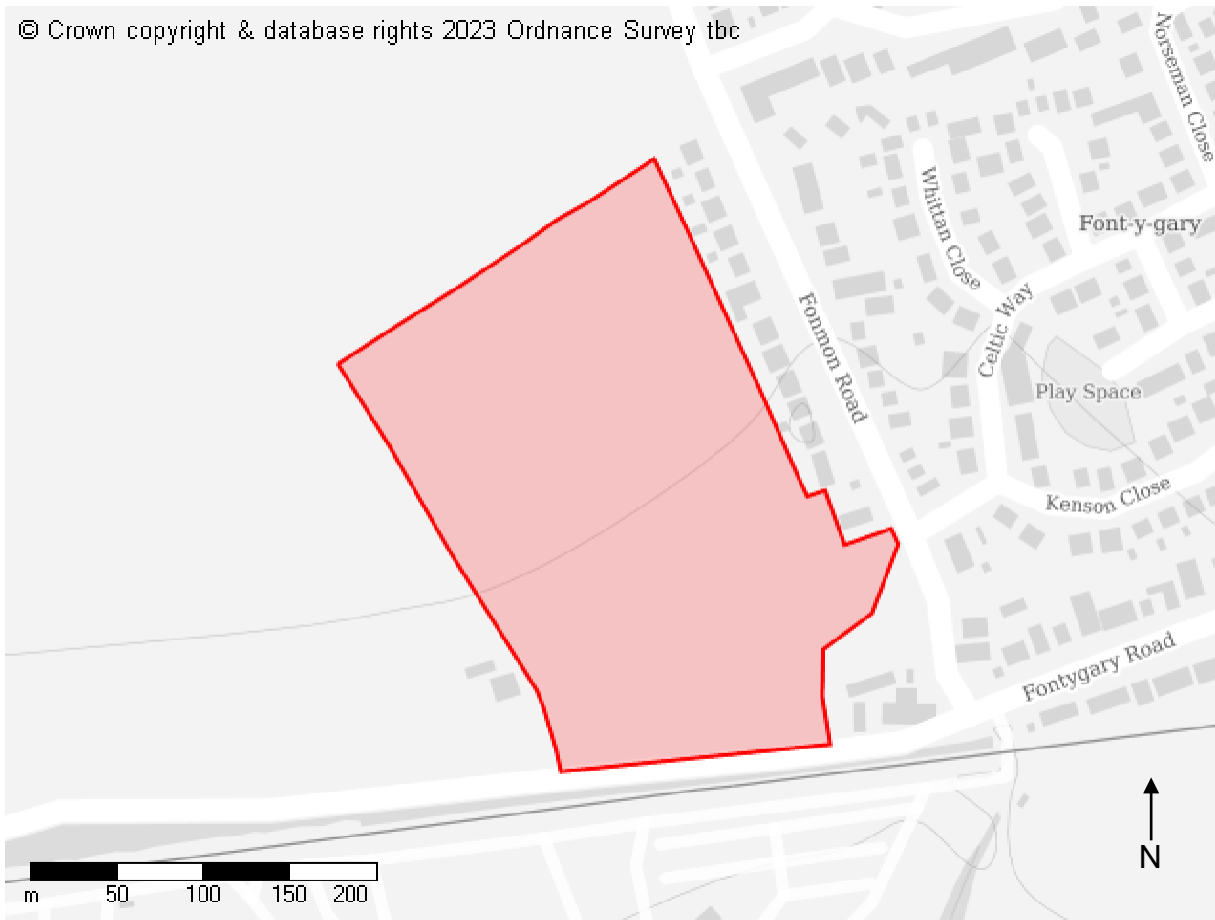 © Crown copyright & database rights 2023 Ordnance Survey tbc
Norseman Close
Whittan Close
Font-y-gary
Celtic Way
Fonmon Road
Play Space
Kenson Close
Fontygary Road
m 50 100 150 200
N